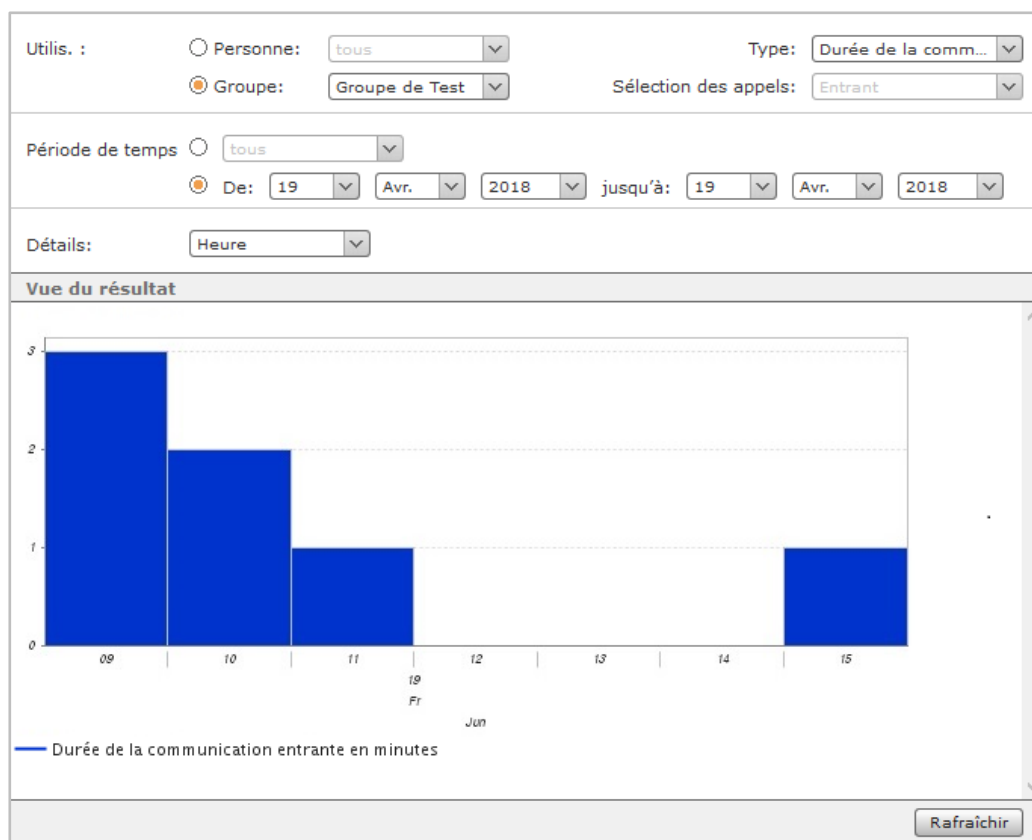 Utilis. : Personne: tous Type: Durée de la comm...
Groupe: Groupe de Test Sélection des appels: Entrant
Période de temps tous
De: 19 Avr. 2018 jusqu'à: 19 Avr. 2018
Détails: Heure
Vue du résultat
3
2
1
0
09 10 11 12 13 14 15
19
Fr
Jun
Durée de la communication entrante en minutes
Rafraîchir